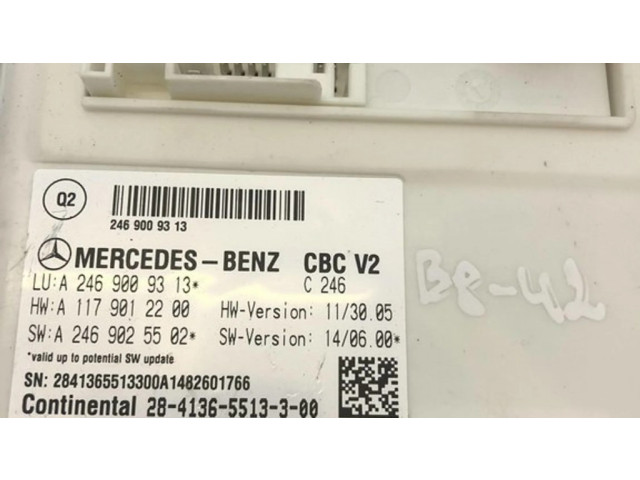 Q2
246 900 93 13
MERCEDES-BENZ CBC V2
LU:A 246 900 93 13* C 246
HW:A 117 901 22 00 HW-Version: 11/30.05
SW:A 246 902 55 02* SW-Version: 14/06.00*
*valid up to potential SW update
SN: 2841365513300A1482601766
Continental 28-4136-5513-3-00
BR-42